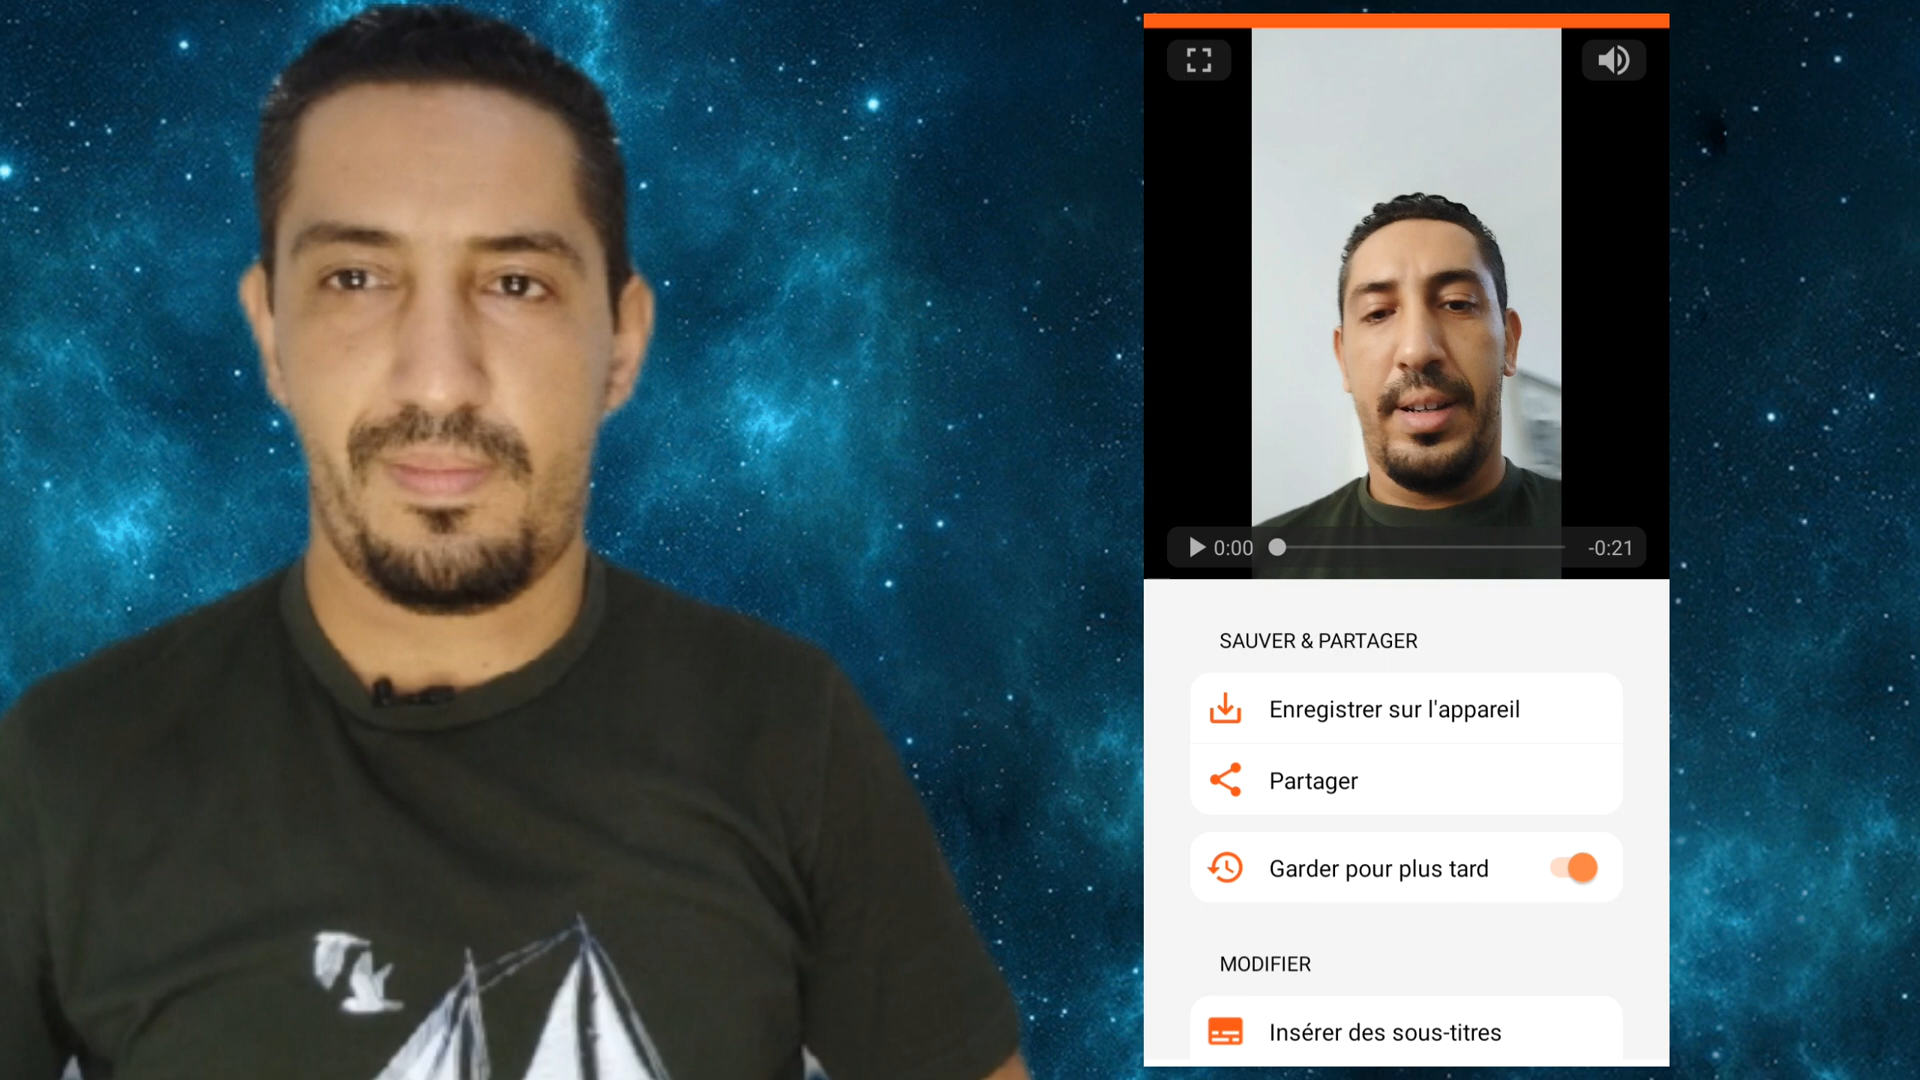 0:00
-0:21
SAUVER & PARTAGER
Enregistrer sur l'appareil
Partager
Garder pour plus tard
MODIFIER
Insérer des sous-titres